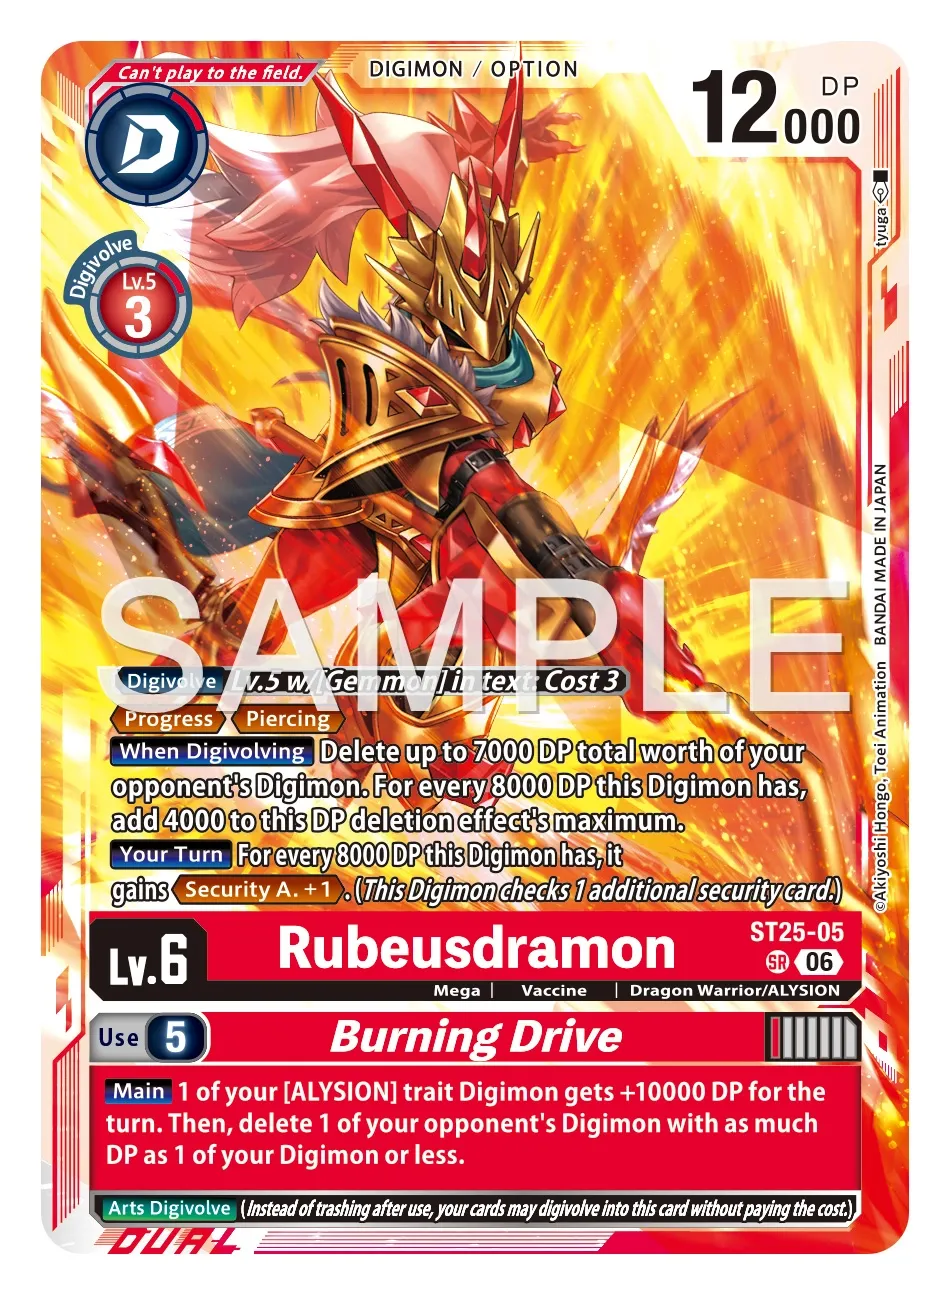 Can't play to the field.
DIGIMON / OPTION
12000
DP
D
tyuga
Digivolve
Lv.5
3
SAMPLE
Digivolve Lv.5 w/[Gemmon] in text: Cost 3
Progress Piercing
When Digivolving Delete up to 7000 DP total worth of your
opponent's Digimon. For every 8000 DP this Digimon has,
add 4000 to this DP deletion effect's maximum.
Your Turn For every 8000 DP this Digimon has, it
gains Security A. +1. (This Digimon checks 1 additional security card.)
©Akiyoshi Hongo, Toei Animation BANDAI MADE IN JAPAN
Lv.6
Rubeusdramon
ST25-05
SR 06
Mega | Vaccine | Dragon Warrior/ALYSION
Use 5
Burning Drive
Main 1 of your [ALYSION] trait Digimon gets +10000 DP for the
turn. Then, delete 1 of your opponent's Digimon with as much
DP as 1 of your Digimon or less.
Arts Digivolve (Instead of trashing after use, your cards may digivolve into this card without paying the cost.)
DUAL